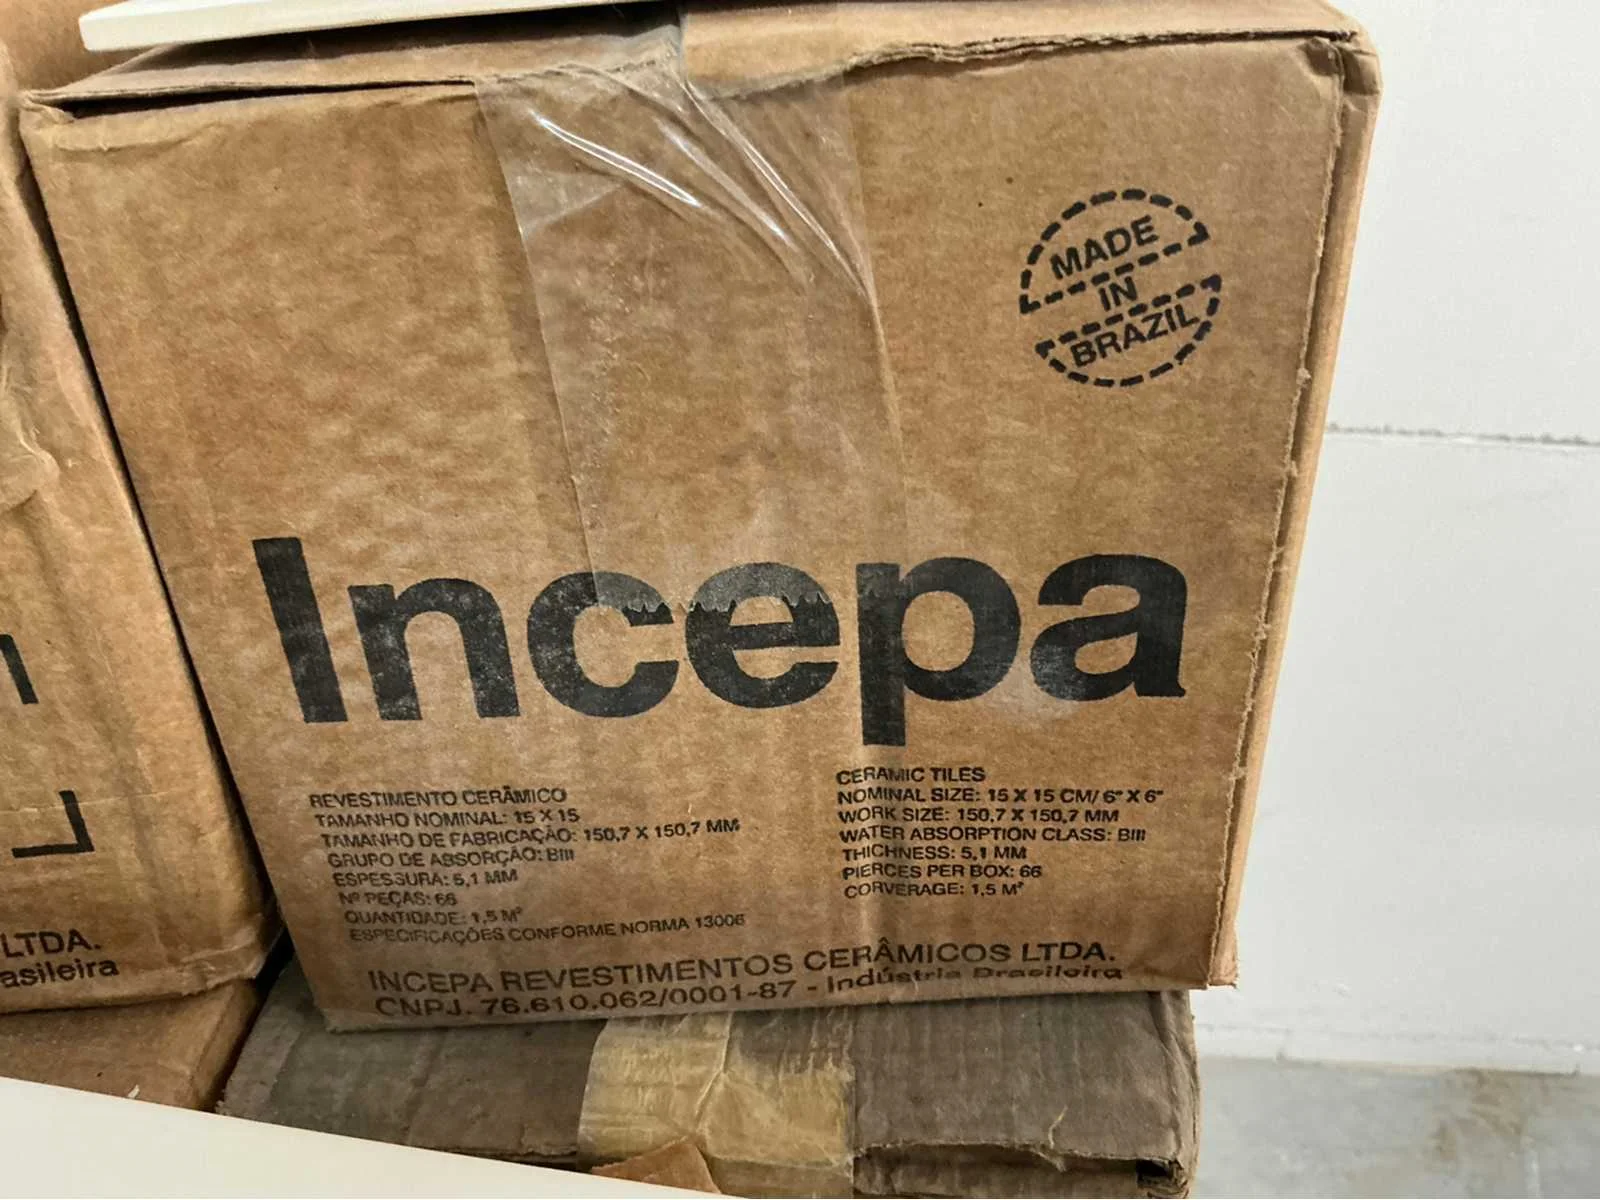 MADE
IN
BRAZIL
Incepa
REVESTIMENTO CERÂMICO
TAMANHO NOMINAL: 15 X 15
TAMANHO DE FABRICAÇÃO: 150,7 X 150,7 MM
GRUPO DE ABSORÇÃO: BIII
ESPESSURA: 5,1 MM
Nº PEÇAS: 66
QUANTIDADE: 1,5 M²
ESPECIFICAÇÕES CONFORME NORMA 13006
CERAMIC TILES
NOMINAL SIZE: 15 X 15 CM/ 6" X 6"
WORK SIZE: 150,7 X 150,7 MM
WATER ABSORPTION CLASS: BIII
THICHNESS: 5,1 MM
PIERCES PER BOX: 66
CORVERAGE: 1,5 M²
INCEPA REVESTIMENTOS CERÂMICOS LTDA.
CNPJ. 76.610.062/0001-87 - Indústria Brasileira
LTDA.
asileira